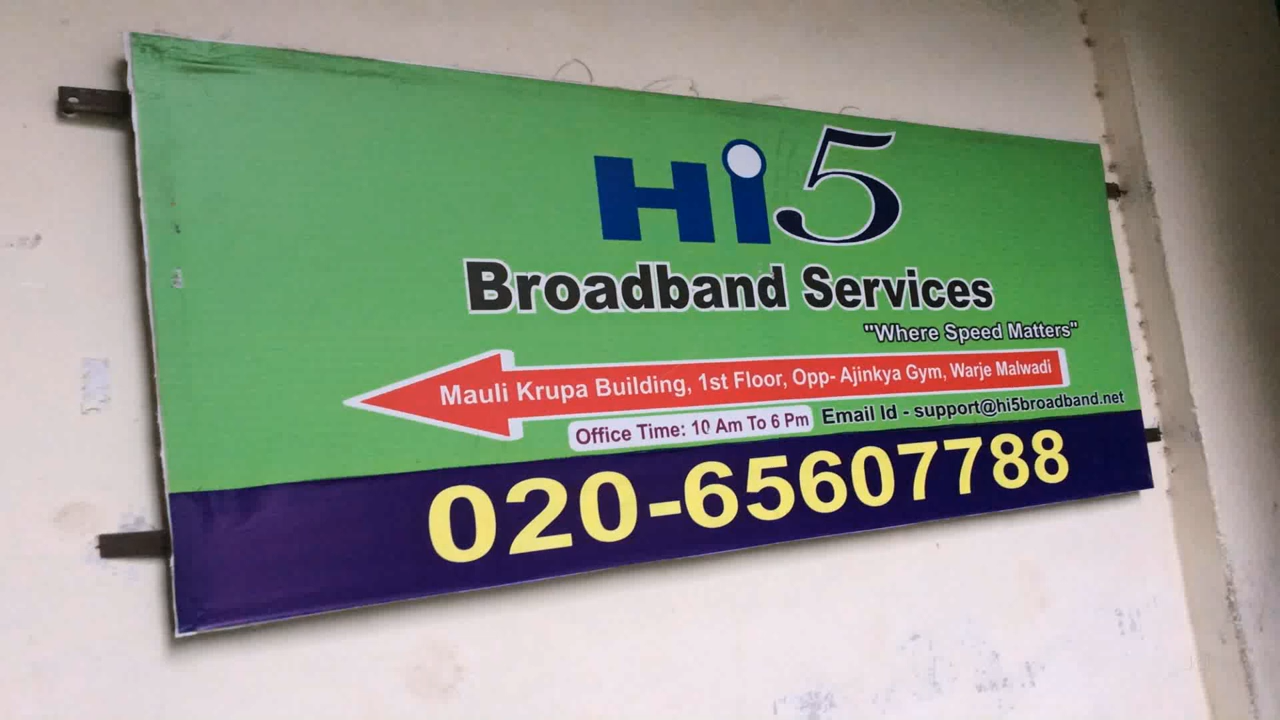 Hi5
Broadband Services
"Where Speed Matters"
Mauli Krupa Building, 1st Floor, Opp- Ajinkya Gym, Warje Malwadi
Office Time: 10 Am To 6 Pm
Email Id - support@hi5broadband.net
020-65607788